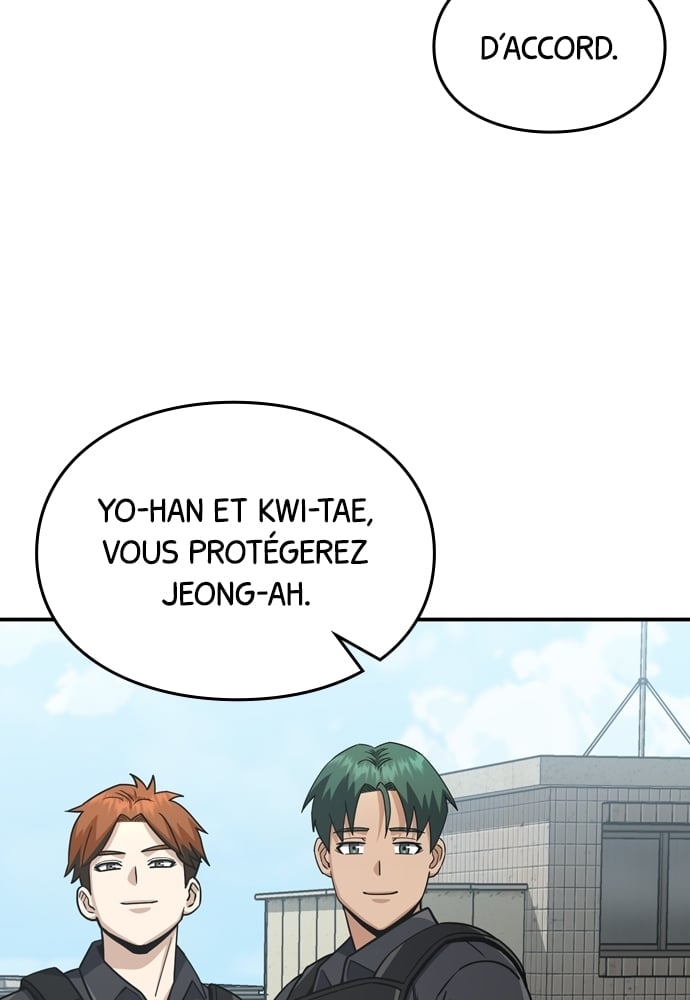 D'ACCORD.
YO-HAN ET KWI-TAE,
VOUS PROTÉGEREZ
JEONG-AH.